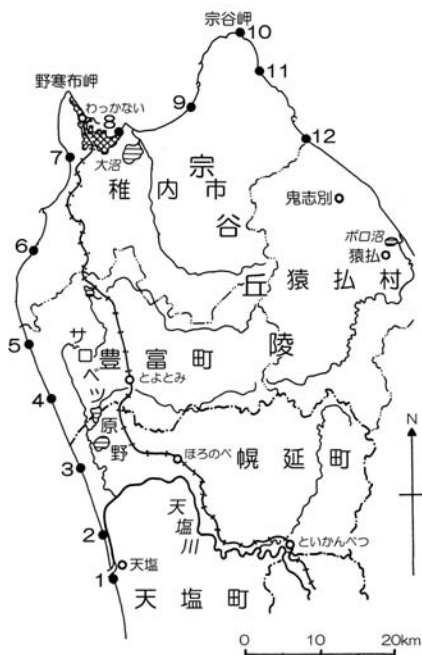 宗谷岬
10
11
野寒布岬
わっかない
8
9
12
7
大沼
稚内市
宗谷丘陵
鬼志別
ポロ沼
猿払
猿払村
6
サロベツ原野
5
豊富町
とよとみ
4
N
3
ほろのべ
幌延町
天塩川
2
といかんべつ
天塩
1
天塩町
0 10 20km